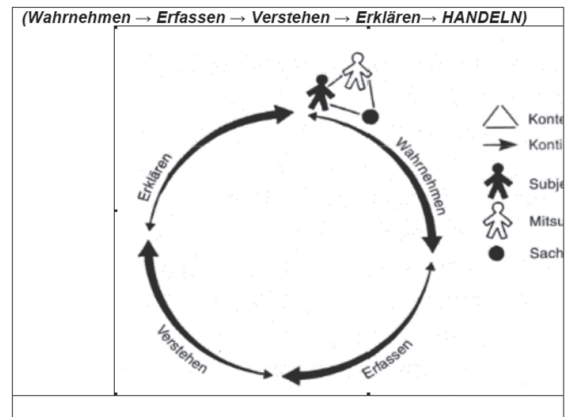 (Wahrnehmen → Erfassen → Verstehen → Erklären→ HANDELN)
Wahrnehmen
Erfassen
Verstehen
Erklären
Konte
Konti
Subje
Mitsu
Sach